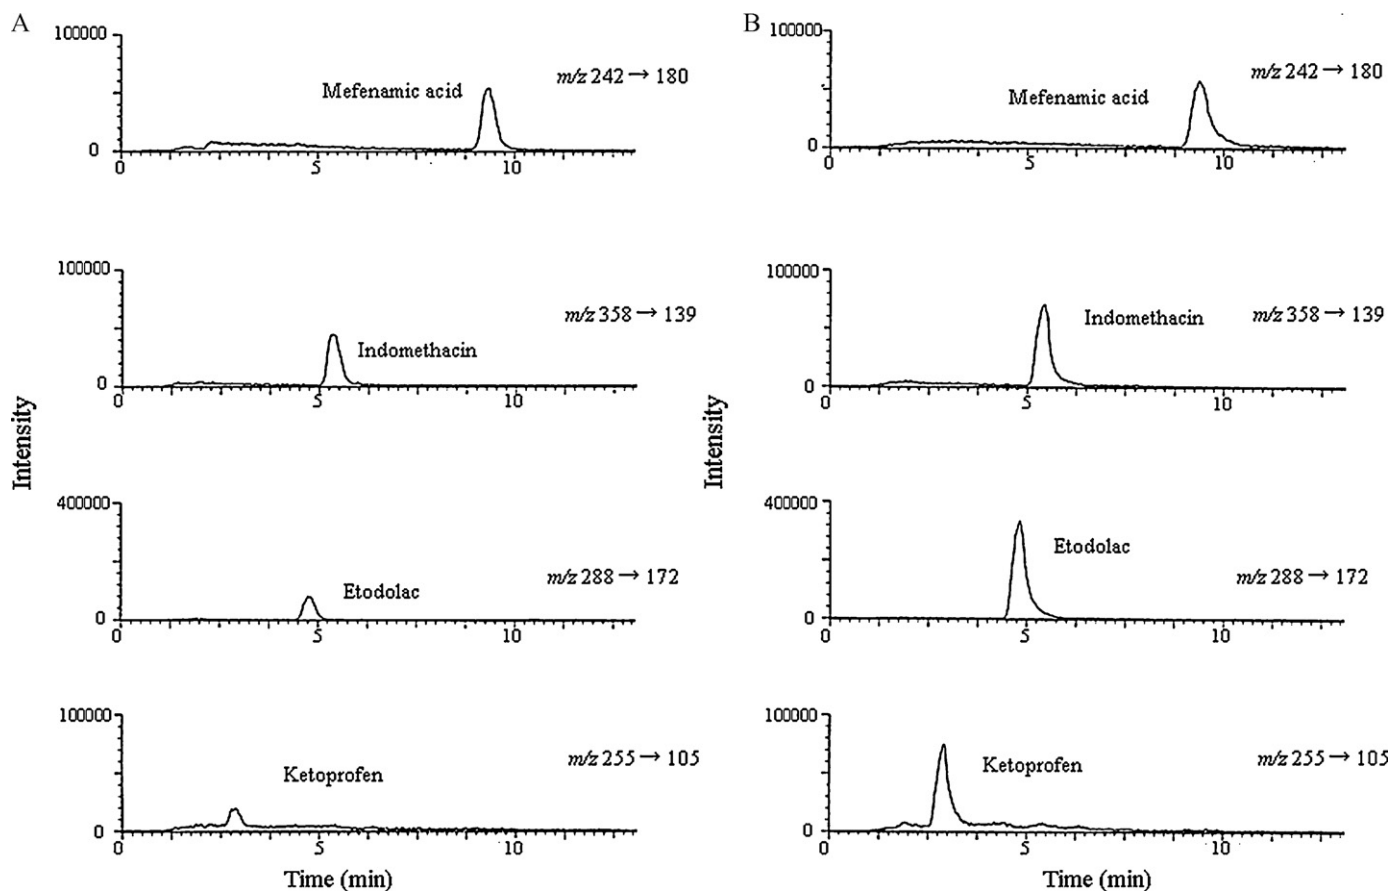 A
100000
Mefenamic acid
m/z 242 → 180
0
0
5
10
100000
m/z 358 → 139
Indomethacin
0
0
5
10
400000
m/z 288 → 172
Etodolac
0
0
5
10
100000
m/z 255 → 105
Ketoprofen
0
0
5
10
Intensity
Time (min)
B
100000
m/z 242 → 180
Mefenamic acid
0
0
5
10
100000
Indomethacin
m/z 358 → 139
0
0
5
10
400000
Etodolac
m/z 288 → 172
0
0
5
10
100000
m/z 255 → 105
Ketoprofen
0
0
5
10
Intensity
Time (min)